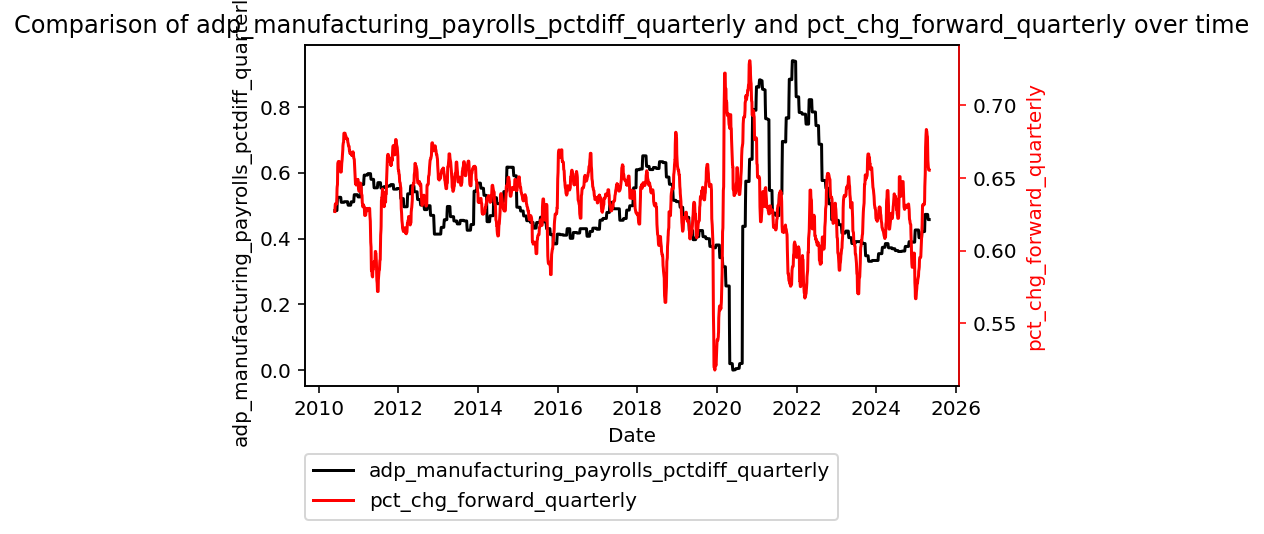 Comparison of adp_manufacturing_payrolls_pctdiff_quarterly and pct_chg_forward_quarterly over time
adp_manufacturing_payrolls_pctdiff_quarterly
0.8
0.6
0.4
0.2
0.0
0.70
0.65
0.60
0.55
pct_chg_forward_quarterly
2010 2012 2014 2016 2018 2020 2022 2024 2026
Date
adp_manufacturing_payrolls_pctdiff_quarterly
pct_chg_forward_quarterly